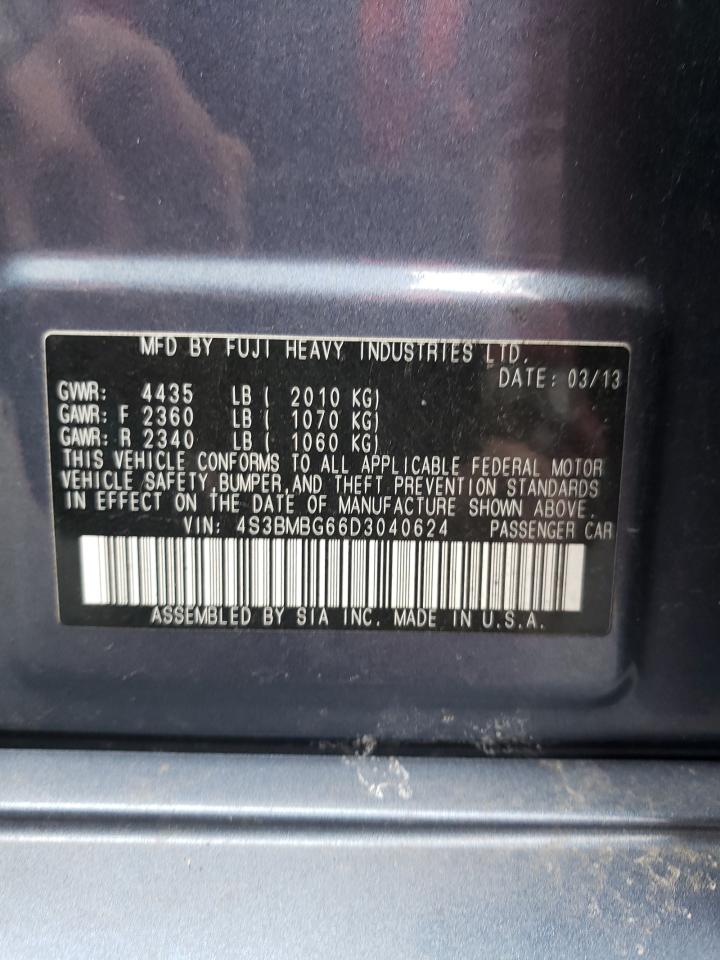 MFD BY FUJI HEAVY INDUSTRIES LTD.
DATE: 03/13
GVWR: 4435 LB ( 2010 KG)
GAWR: F 2360 LB ( 1070 KG)
GAWR: R 2340 LB ( 1060 KG)
THIS VEHICLE CONFORMS TO ALL APPLICABLE FEDERAL MOTOR
VEHICLE SAFETY, BUMPER, AND THEFT PREVENTION STANDARDS
IN EFFECT ON THE DATE OF MANUFACTURE SHOWN ABOVE.
VIN: 4S3BMBG66D3040624 PASSENGER CAR
ASSEMBLED BY SIA INC. MADE IN U.S.A.